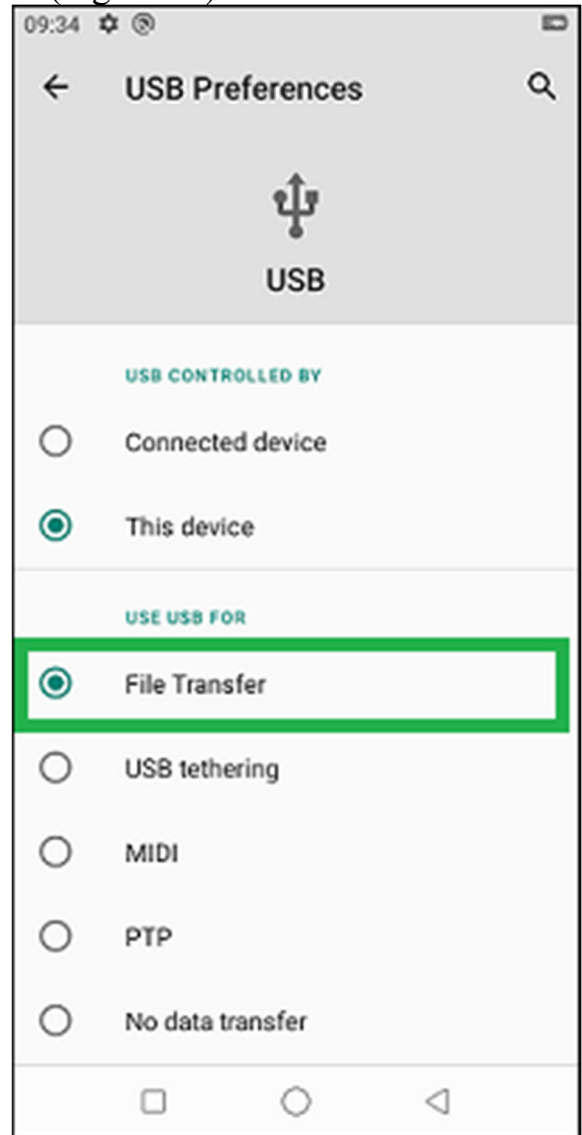 09:34
USB Preferences
USB
USB CONTROLLED BY
Connected device
This device
USE USB FOR
File Transfer
USB tethering
MIDI
PTP
No data transfer